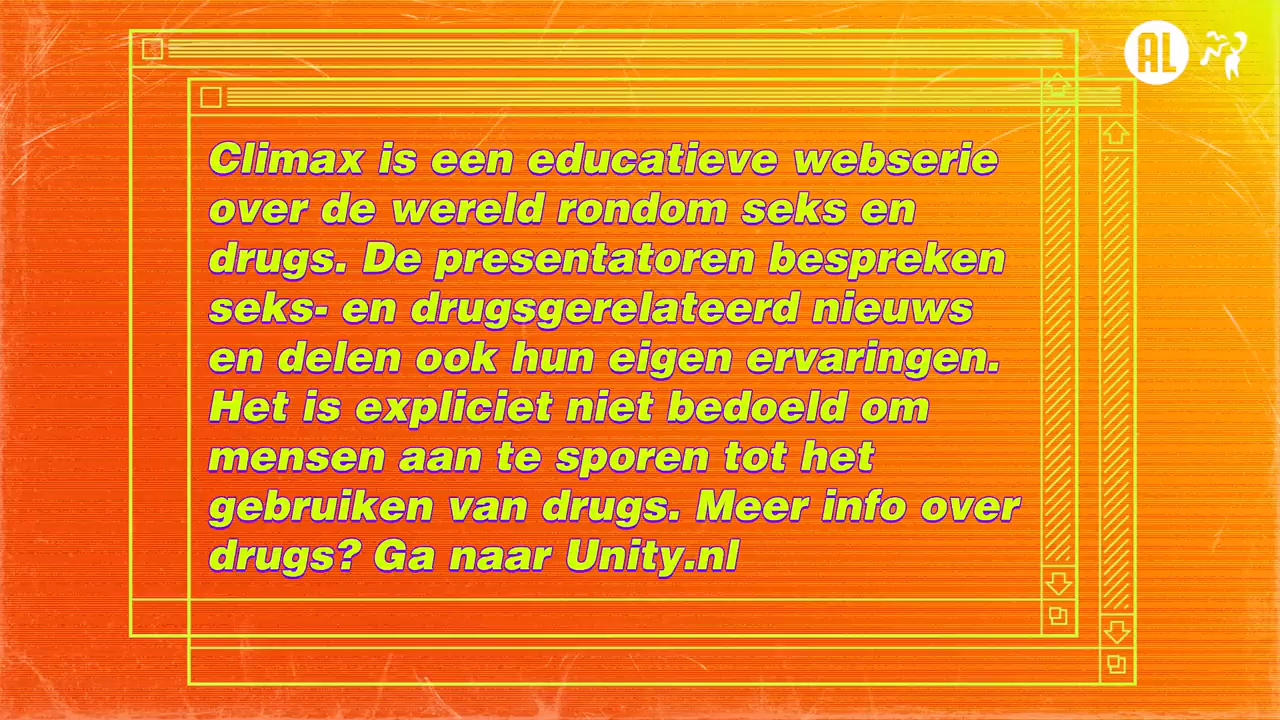 AL
Climax is een educatieve webserie
over de wereld rondom seks en
drugs. De presentatoren bespreken
seks- en drugsgerelateerd nieuws
en delen ook hun eigen ervaringen.
Het is expliciet niet bedoeld om
mensen aan te sporen tot het
gebruiken van drugs. Meer info over
drugs? Ga naar Unity.nl